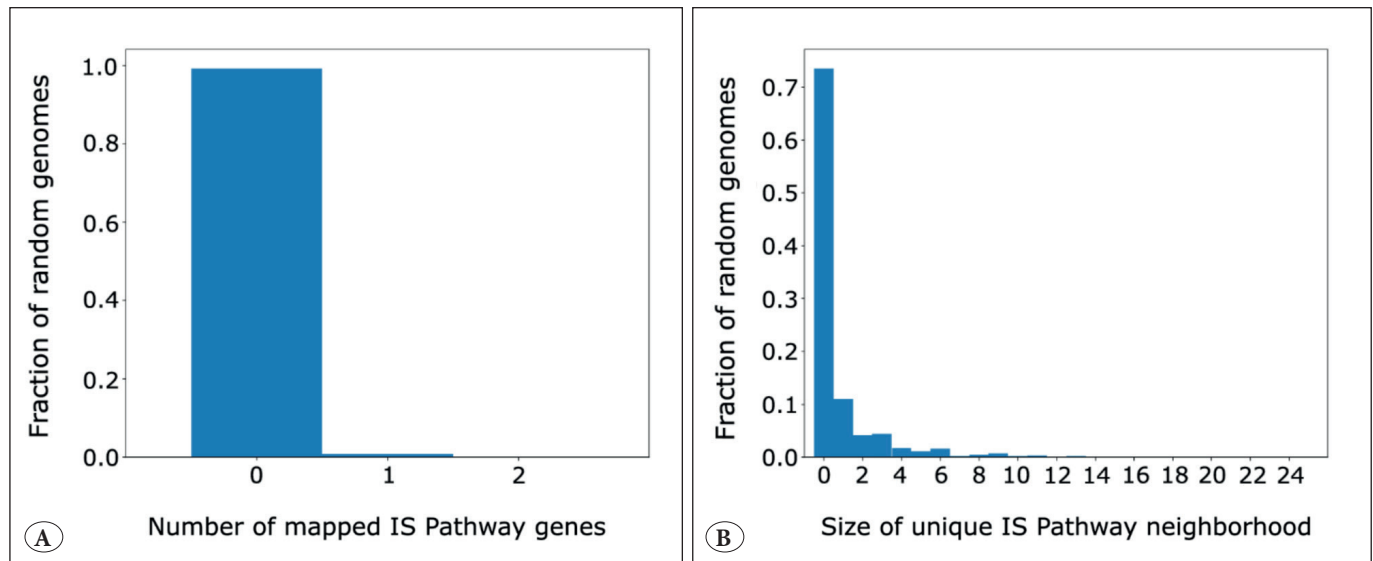 Fraction of random genomes
1.0
0.8
0.6
0.4
0.2
0.0
0 1 2
Number of mapped IS Pathway genes
A
Fraction of random genomes
0.7
0.6
0.5
0.4
0.3
0.2
0.1
0.0
0 2 4 6 8 10 12 14 16 18 20 22 24
Size of unique IS Pathway neighborhood
B